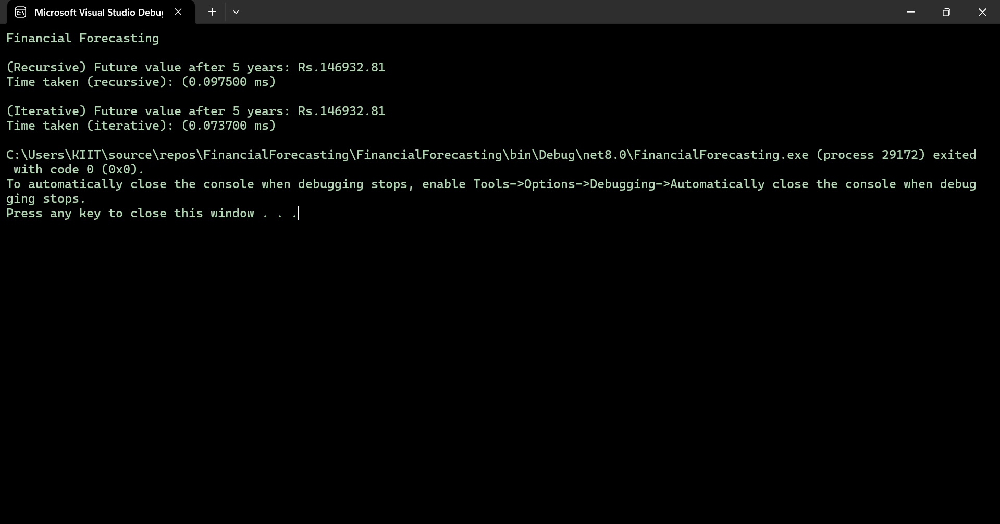 Microsoft Visual Studio Debu
Financial Forecasting
(Recursive) Future value after 5 years: Rs.146932.81
Time taken (recursive): (0.097500 ms)
(Iterative) Future value after 5 years: Rs.146932.81
Time taken (iterative): (0.073700 ms)
C:\Users\KIIT\source\repos\FinancialForecasting\FinancialForecasting\bin\Debug\net8.0\FinancialForecasting.exe (process 29172) exited
 with code 0 (0x0).
To automatically close the console when debugging stops, enable Tools->Options->Debugging->Automatically close the console when debug
ging stops.
Press any key to close this window . . .